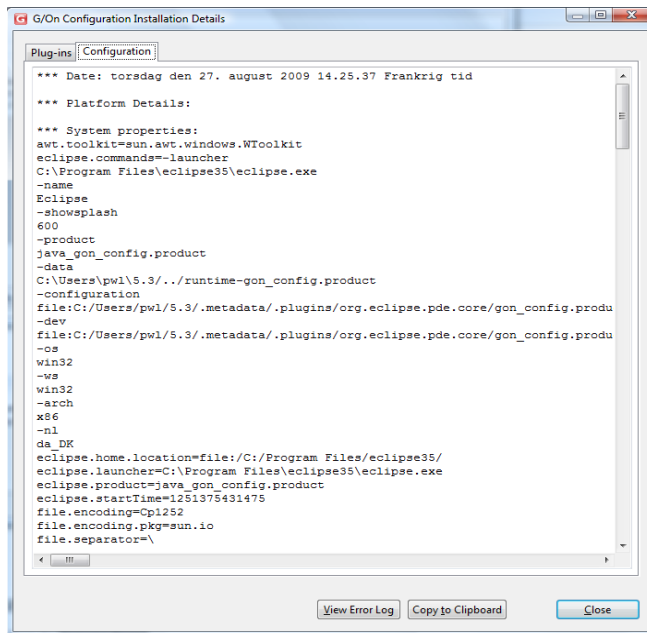 G/On Configuration Installation Details
Plug-ins Configuration
*** Date: torsdag den 27. august 2009 14.25.37 Frankrig tid
*** Platform Details:
*** System properties:
awt.toolkit=sun.awt.windows.WToolkit
eclipse.commands=-launcher
C:\Program Files\eclipse35\eclipse.exe
-name
Eclipse
-showsplash
600
-product
java_gon_config.product
-data
C:\Users\pwl\5.3/../runtime-gon_config.product
-configuration
file:C:/Users/pwl/5.3/.metadata/.plugins/org.eclipse.pde.core/gon_config.produ
-dev
file:C:/Users/pwl/5.3/.metadata/.plugins/org.eclipse.pde.core/gon_config.produ
-os
win32
-ws
win32
-arch
x86
-nl
da_DK
eclipse.home.location=file:/C:/Program Files/eclipse35/
eclipse.launcher=C:\Program Files\eclipse35\eclipse.exe
eclipse.product=java_gon_config.product
eclipse.startTime=1251375431475
file.encoding=Cp1252
file.encoding.pkg=sun.io
file.separator=\
View Error Log Copy to Clipboard Close